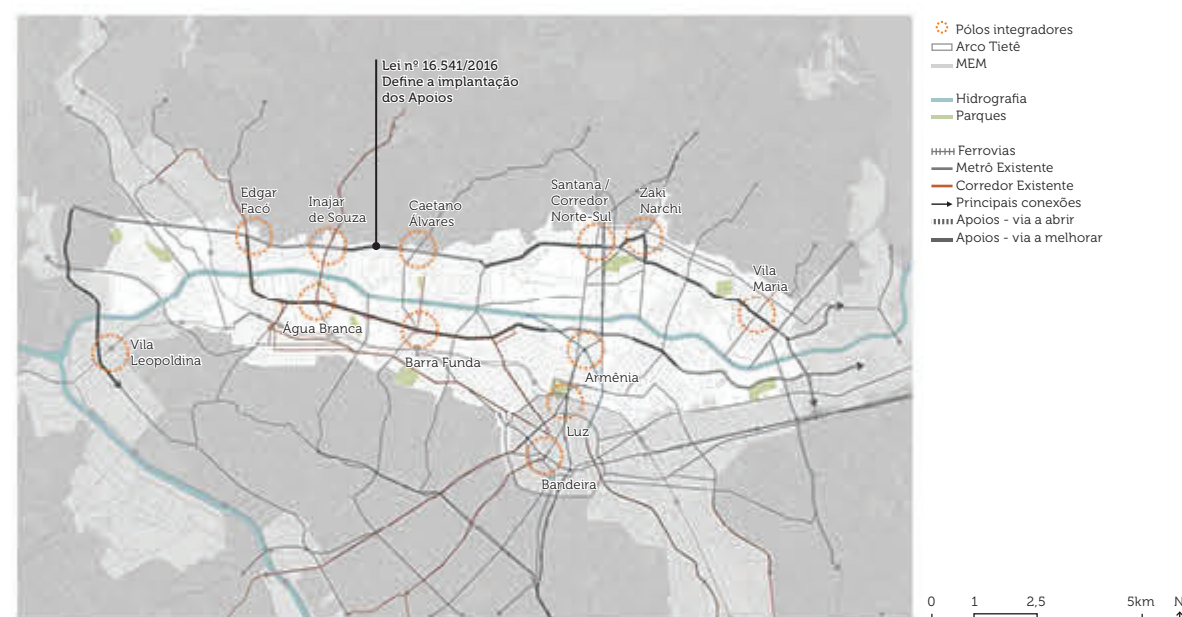 Lei nº 16.541/2016
Define a implantação
dos Apoios
Edgar
Facó
Inajar
de Souza
Caetano
Álvares
Santana /
Corredor
Norte-Sul
Zaki
Narchi
Vila
Maria
Água Branca
Vila
Leopoldina
Barra Funda
Armênia
Luz
Bandeira
Pólos integradores
Arco Tietê
MEM
Hidrografia
Parques
Ferrovias
Metrô Existente
Corredor Existente
Principais conexões
Apoios - via a abrir
Apoios - via a melhorar
0 1 2,5 5km N